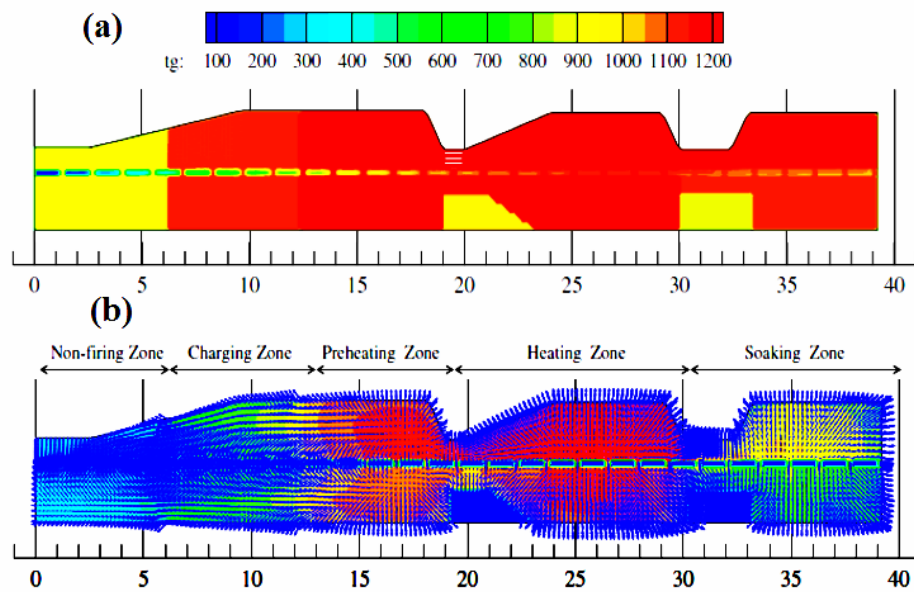 (a)
tg: 100 200 300 400 500 600 700 800 900 1000 1100 1200
0 5 10 15 20 25 30 35 40
(b)
Non-firing Zone Charging Zone Preheating Zone Heating Zone Soaking Zone
0 5 10 15 20 25 30 35 40